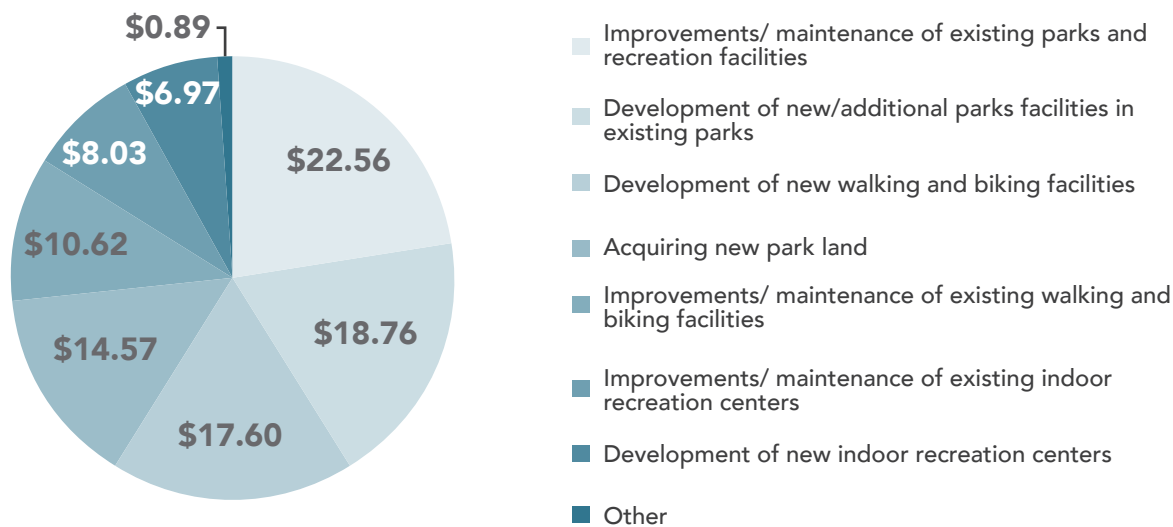 $0.89
$6.97
$8.03
$22.56
$10.62
$18.76
$14.57
$17.60
Improvements/ maintenance of existing parks and
recreation facilities
Development of new/additional parks facilities in
existing parks
Development of new walking and biking facilities
Acquiring new park land
Improvements/ maintenance of existing walking and
biking facilities
Improvements/ maintenance of existing indoor
recreation centers
Development of new indoor recreation centers
Other